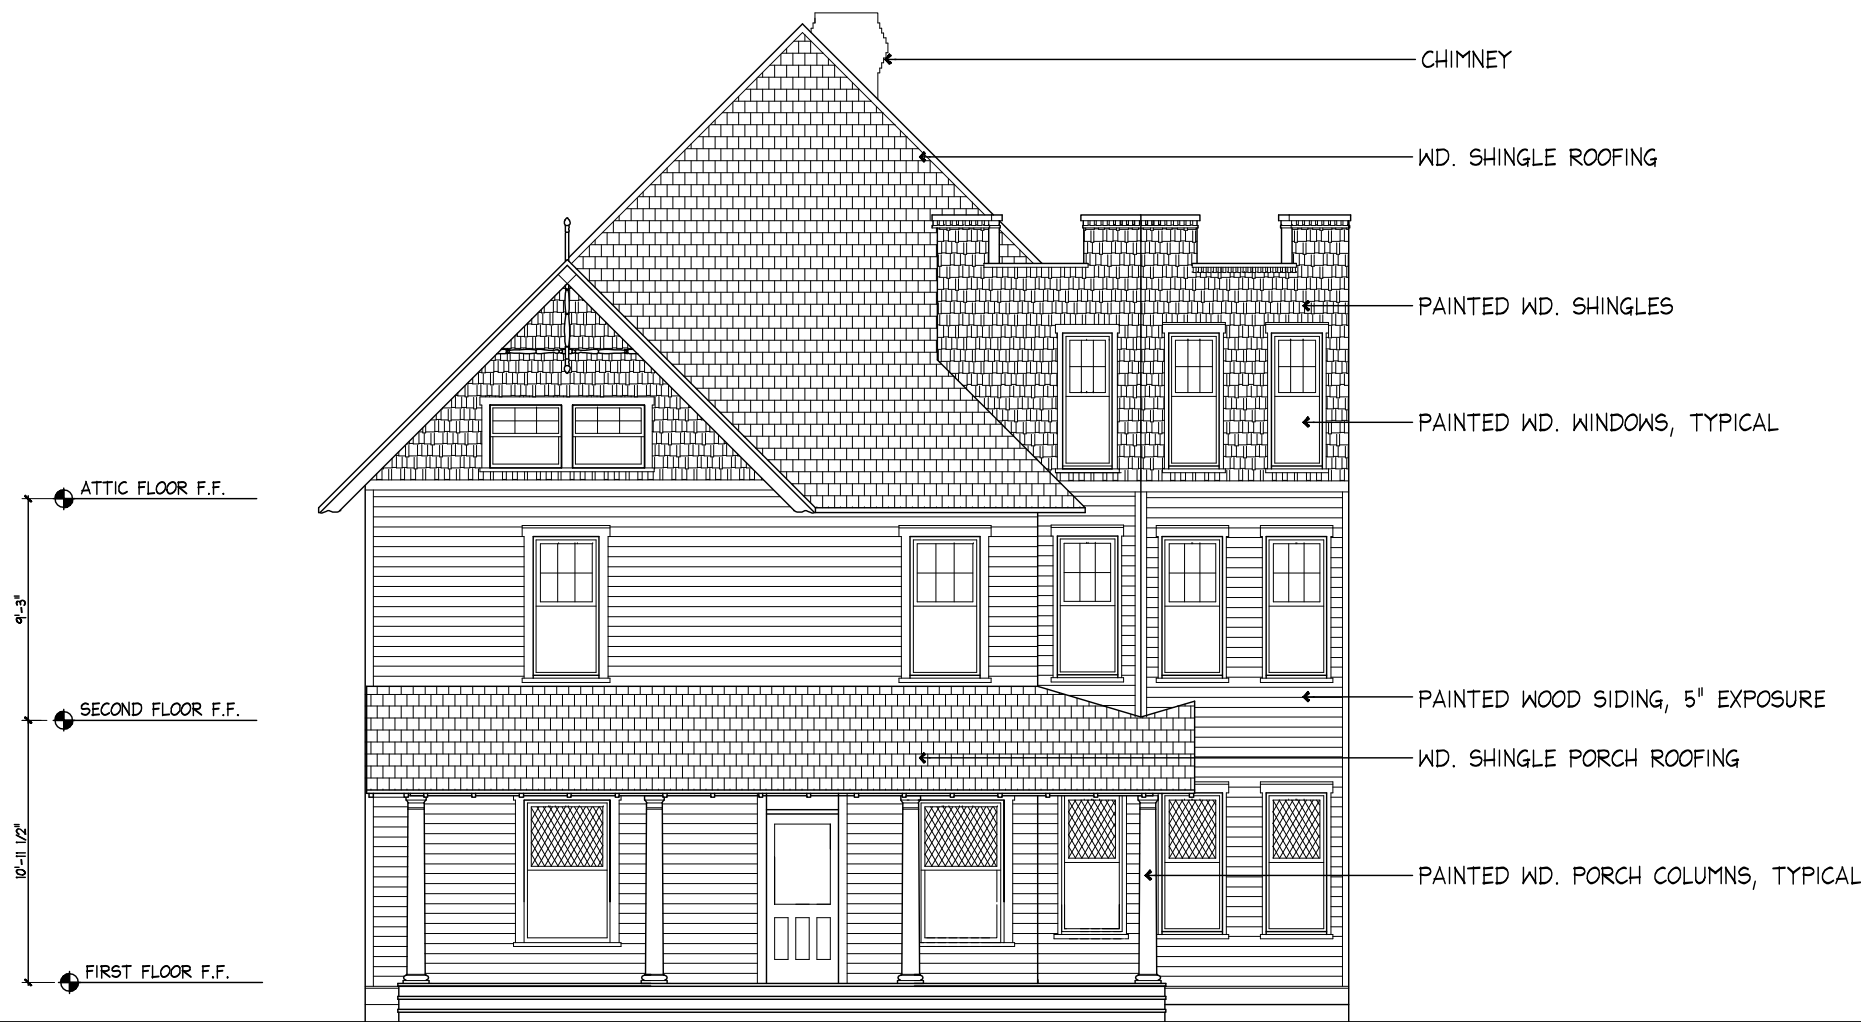 CHIMNEY
WD. SHINGLE ROOFING
PAINTED WD. SHINGLES
PAINTED WD. WINDOWS, TYPICAL
ATTIC FLOOR F.F.
9'-3"
PAINTED WOOD SIDING, 5" EXPOSURE
SECOND FLOOR F.F.
WD. SHINGLE PORCH ROOFING
10'-11 1/2"
PAINTED WD. PORCH COLUMNS, TYPICAL
FIRST FLOOR F.F.